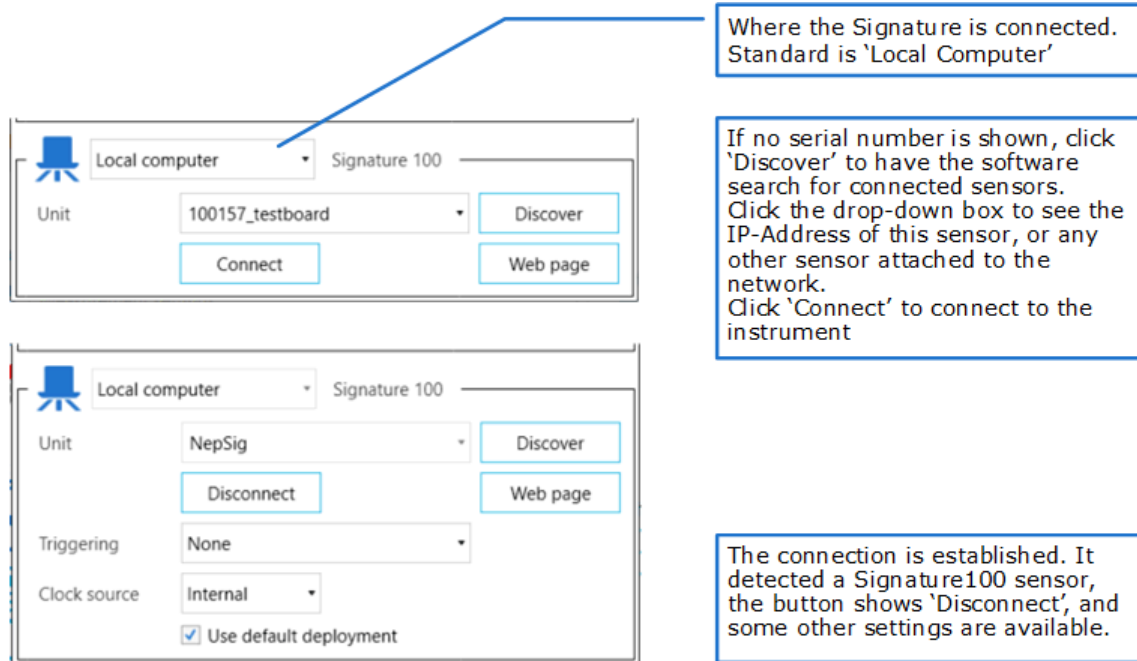 Where the Signature is connected.
Standard is ‘Local Computer’
Local computer
Signature 100
Unit
100157_testboard
Discover
Connect
Web page
If no serial number is shown, click
‘Discover’ to have the software
search for connected sensors.
Click the drop-down box to see the
IP-Address of this sensor, or any
other sensor attached to the
network.
Click ‘Connect’ to connect to the
instrument
Local computer
Signature 100
Unit
NepSig
Discover
Disconnect
Web page
Triggering
None
Clock source
Internal
Use default deployment
The connection is established. It
detected a Signature100 sensor,
the button shows ‘Disconnect’, and
some other settings are available.